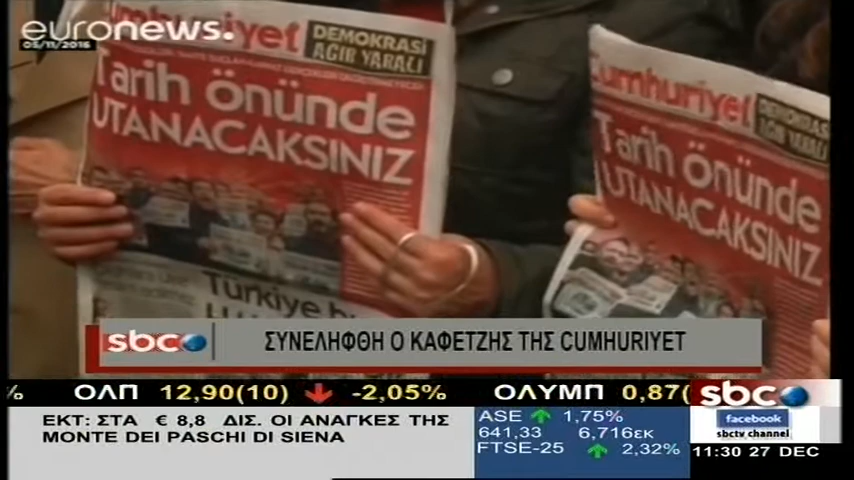 euronews.
05/11/2016
Cumhuriyet
DEMOKRASİ
AĞIR YARALI
Tarih önünde
UTANACAKSINIZ
Türkiye
Cumhuriyet
DEMOKRASİ
AĞIR YARALI
Tarih önünde
UTANACAKSINIZ
sbc
ΣΥΝΕΛΗΦΘΗ Ο ΚΑΦΕΤΖΗΣ ΤΗΣ CUMHURIYET
% ΟΛΠ 12,90(10) -2,05% ΟΛΥΜΠ 0,87(
sbc
ΕΚΤ: ΣΤΑ € 8,8 ΔΙΣ. ΟΙ ΑΝΑΓΚΕΣ ΤΗΣ
MONTE DEI PASCHI DI SIENA
ASE 1,75%
641,33 6,716εκ
FTSE-25 2,32%
facebook
sbctv channel
11:30 27 DEC